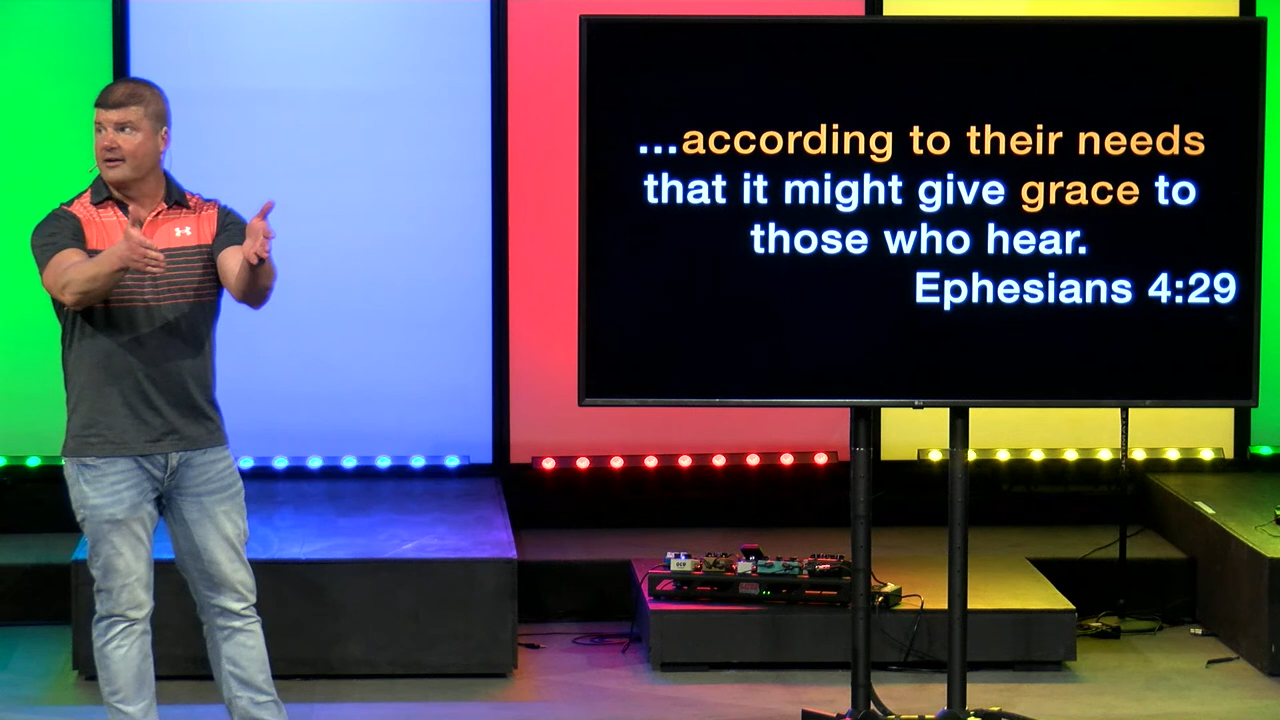 ...according to their needs
that it might give grace to
those who hear.
Ephesians 4:29